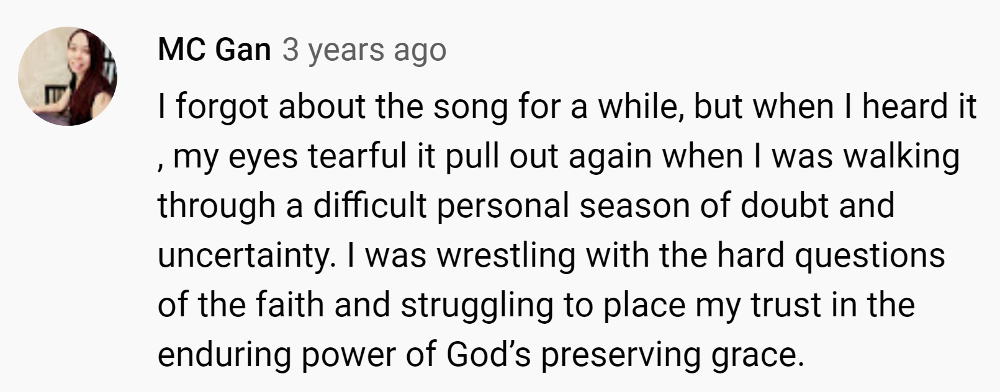 MC Gan 3 years ago
I forgot about the song for a while, but when I heard it
, my eyes tearful it pull out again when I was walking
through a difficult personal season of doubt and
uncertainty. I was wrestling with the hard questions
of the faith and struggling to place my trust in the
enduring power of God’s preserving grace.